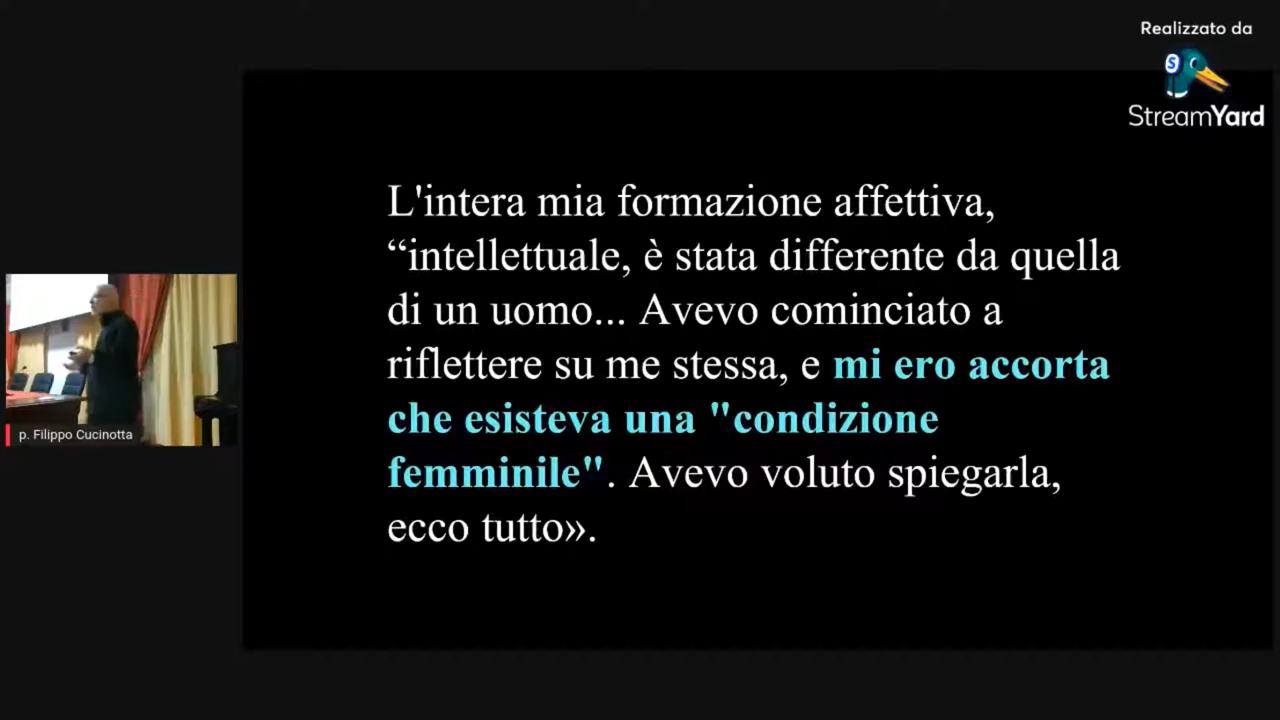 Realizzato da
StreamYard
L'intera mia formazione affettiva,
“intellettuale, è stata differente da quella
di un uomo... Avevo cominciato a
riflettere su me stessa, e mi ero accorta
che esisteva una "condizione
femminile". Avevo voluto spiegarla,
ecco tutto».
p. Filippo Cucinotta